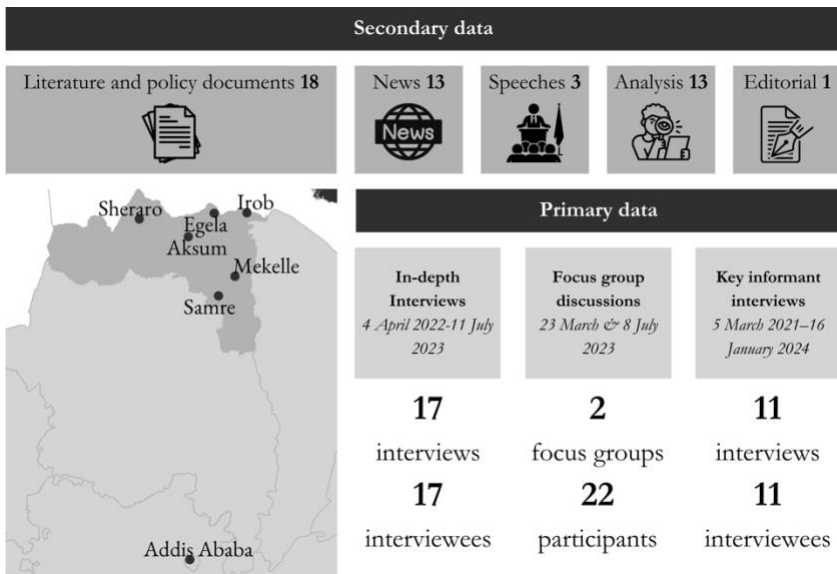 Secondary data
Literature and policy documents 18
News 13
Speeches 3
Analysis 13
Editorial 1
News
Sheraro
Irob
Egela
Aksum
Mekelle
Samre
Addis Ababa
Primary data
In-depth
Interviews
4 April 2022-11 July
2023
Focus group
discussions
23 March & 8 July
2023
Key informant
interviews
5 March 2021–16
January 2024
17
interviews
17
interviewees
2
focus groups
22
participants
11
interviews
11
interviewees